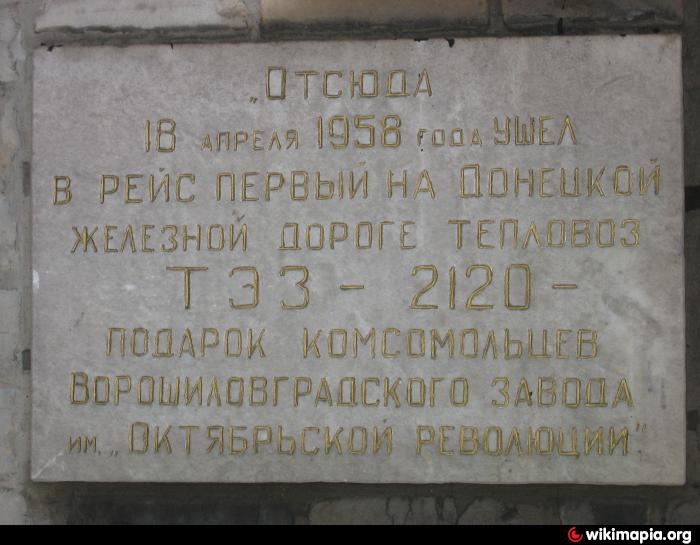 „Отсюда
18 апреля 1958 года ушел
в рейс первый на Донецкой
железной дороге тепловоз
ТЭ3 - 2120 -
подарок комсомольцев
Ворошиловградского завода
им. „Октябрьской революции".
wikimapia.org